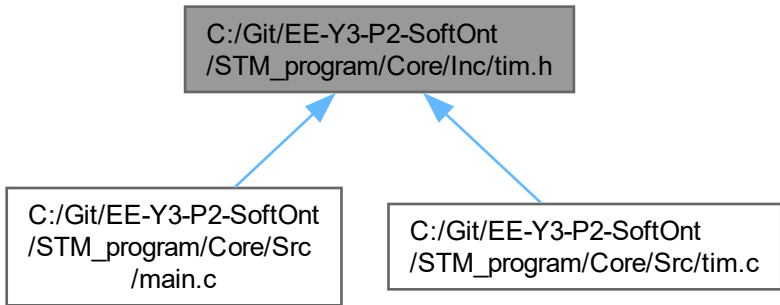 C:/Git/EE-Y3-P2-SoftOnt
/STM_program/Core/Inc/tim.h
C:/Git/EE-Y3-P2-SoftOnt
/STM_program/Core/Src
/main.c
C:/Git/EE-Y3-P2-SoftOnt
/STM_program/Core/Src/tim.c